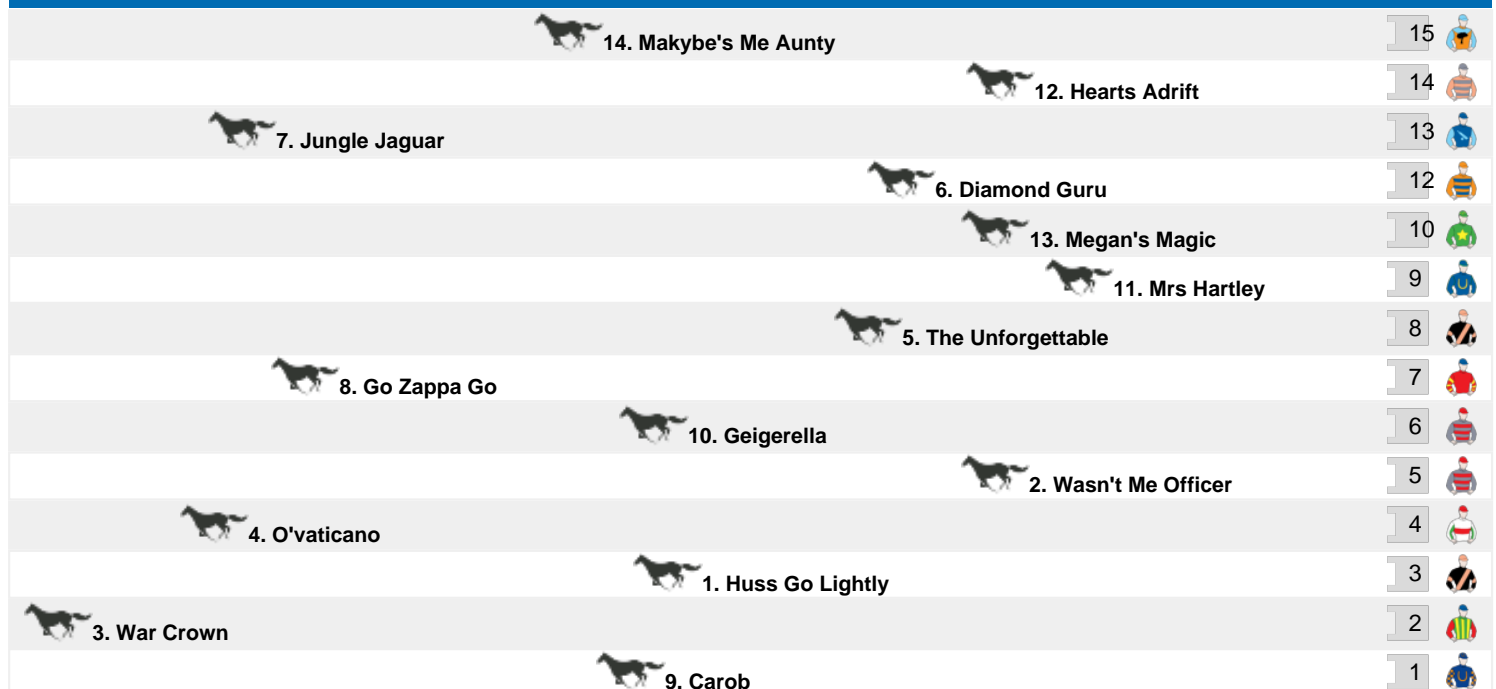 14. Makybe's Me Aunty 15
12. Hearts Adrift 14
7. Jungle Jaguar 13
6. Diamond Guru 12
13. Megan's Magic 10
11. Mrs Hartley 9
5. The Unforgettable 8
8. Go Zappa Go 7
10. Geigerella 6
2. Wasn't Me Officer 5
4. O'vaticano 4
1. Huss Go Lightly 3
3. War Crown 2
9. Carob 1